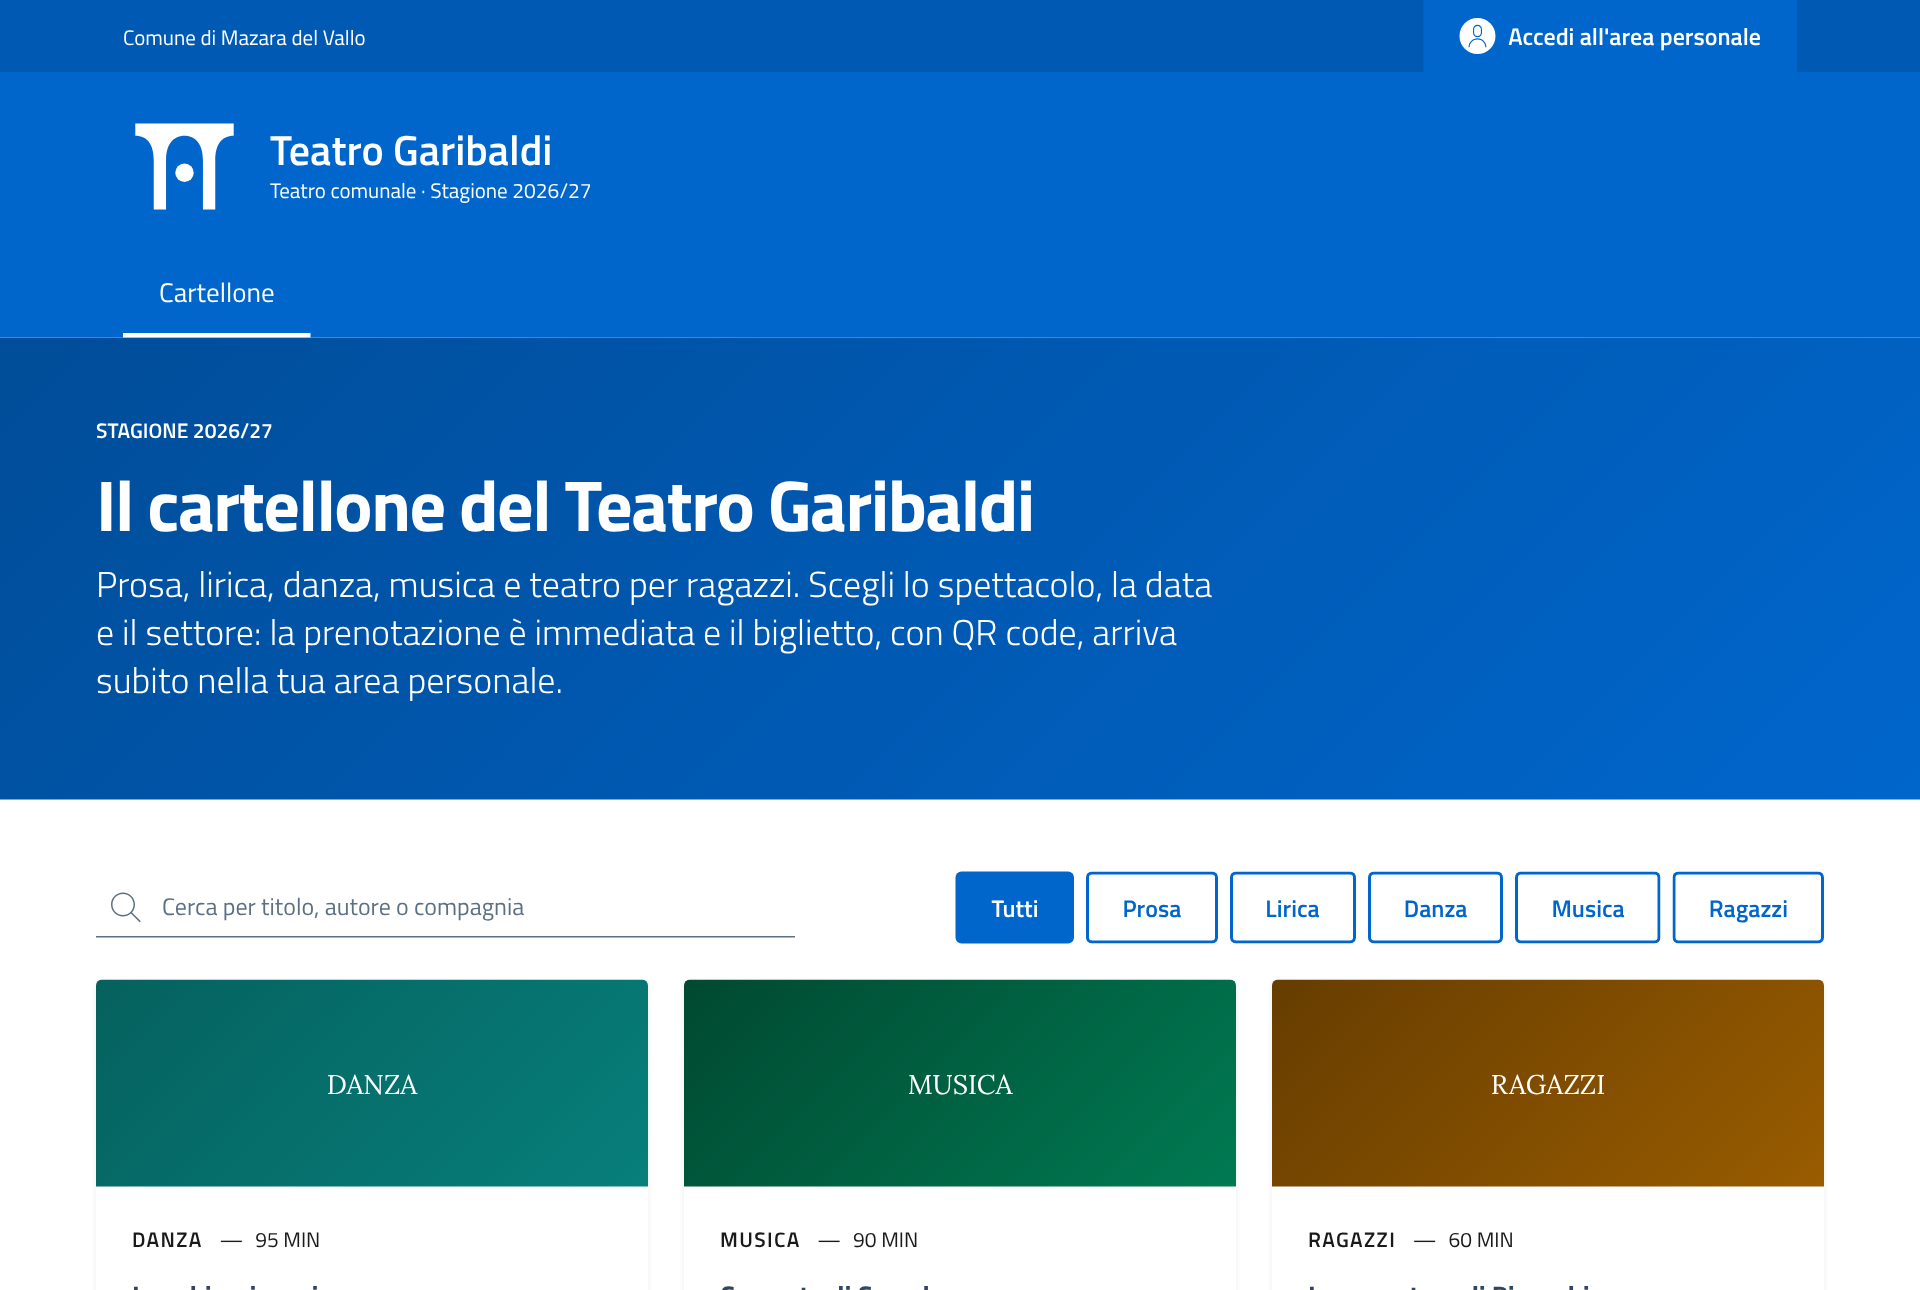 Comune di Mazara del Vallo
Accedi all'area personale
Teatro Garibaldi
Teatro comunale · Stagione 2026/27
Cartellone
STAGIONE 2026/27
Il cartellone del Teatro Garibaldi
Prosa, lirica, danza, musica e teatro per ragazzi. Scegli lo spettacolo, la data
e il settore: la prenotazione è immediata e il biglietto, con QR code, arriva
subito nella tua area personale.
Cerca per titolo, autore o compagnia
Tutti
Prosa
Lirica
Danza
Musica
Ragazzi
DANZA
MUSICA
RAGAZZI
DANZA — 95 MIN
MUSICA — 90 MIN
RAGAZZI — 60 MIN